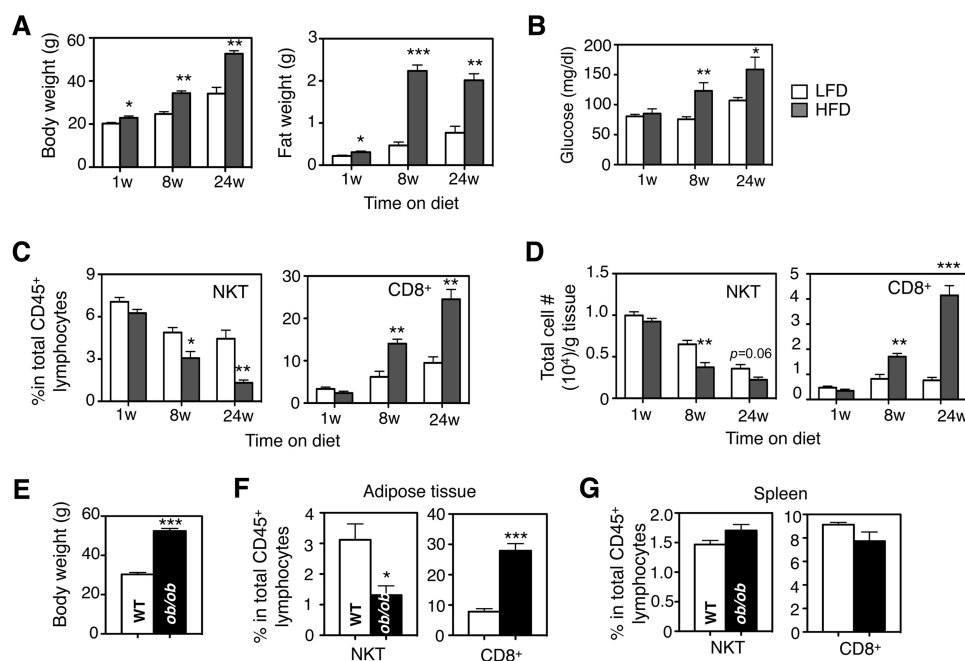 A
Body weight (g)
60
40
20
0
**
**
*
1w 8w 24w
Fat weight (g)
3
2
1
0
***
**
*
1w 8w 24w
Time on diet
B
Glucose (mg/dl)
200
150
100
50
0
*
**
1w 8w 24w
LFD
HFD
C
%in total CD45+
lymphocytes
9
6
3
0
NKT
*
**
1w 8w 24w
30
20
10
0
CD8+
**
**
1w 8w 24w
Time on diet
D
Total cell #
(10⁴)/g tissue
1.5
1.0
0.5
0
NKT
**
p=0.06
1w 8w 24w
5
4
3
2
1
0
CD8+
***
**
1w 8w 24w
Time on diet
E
Body weight (g)
60
40
20
0
***
WT
ob/ob
F
Adipose tissue
% in total CD45+
lymphocytes
4
3
2
1
0
*
WT
ob/ob
NKT
40
30
20
10
0
***
CD8+
G
Spleen
% in total CD45+
lymphocytes
2.0
1.5
1.0
0.5
0
WT
ob/ob
NKT
10
8
6
4
2
0
CD8+